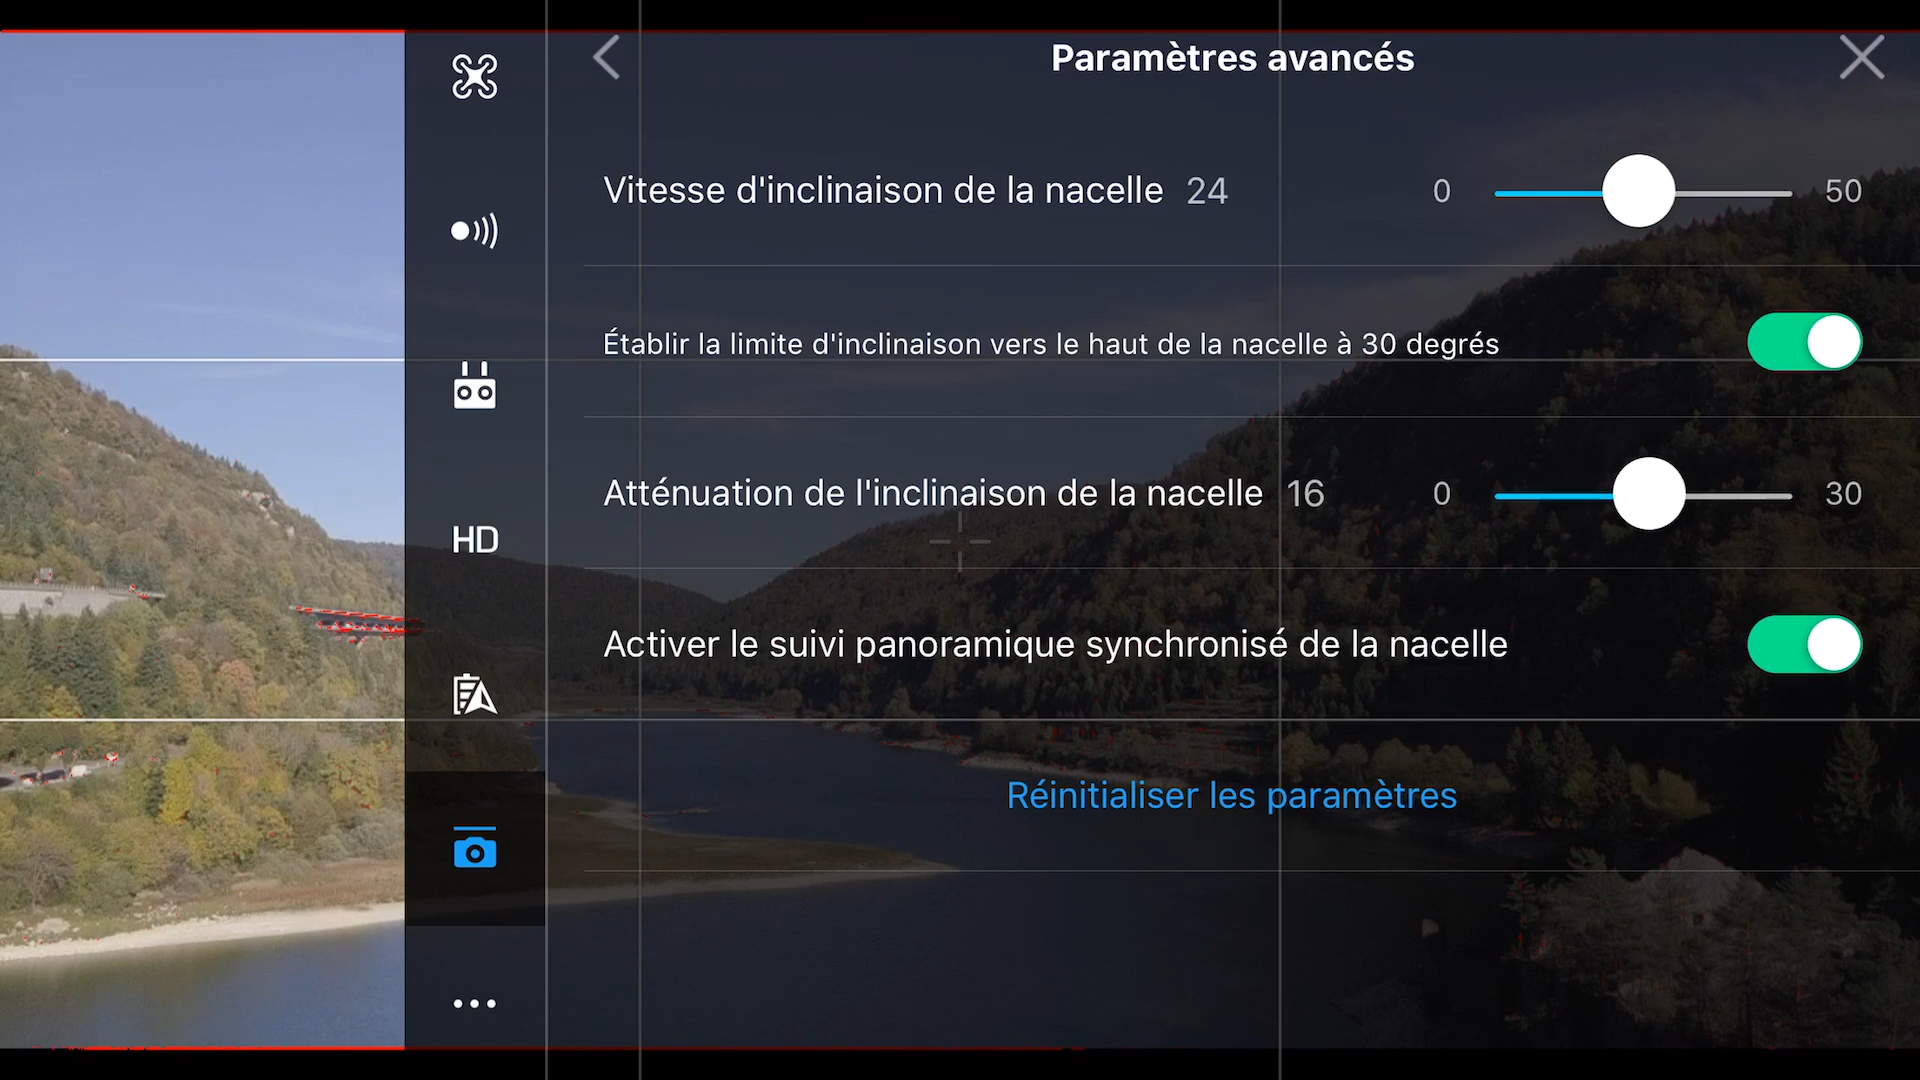 Paramètres avancés
Vitesse d'inclinaison de la nacelle 24 0 50
Établir la limite d'inclinaison vers le haut de la nacelle à 30 degrés
Atténuation de l'inclinaison de la nacelle 16 0 30
HD
Activer le suivi panoramique synchronisé de la nacelle
Réinitialiser les paramètres